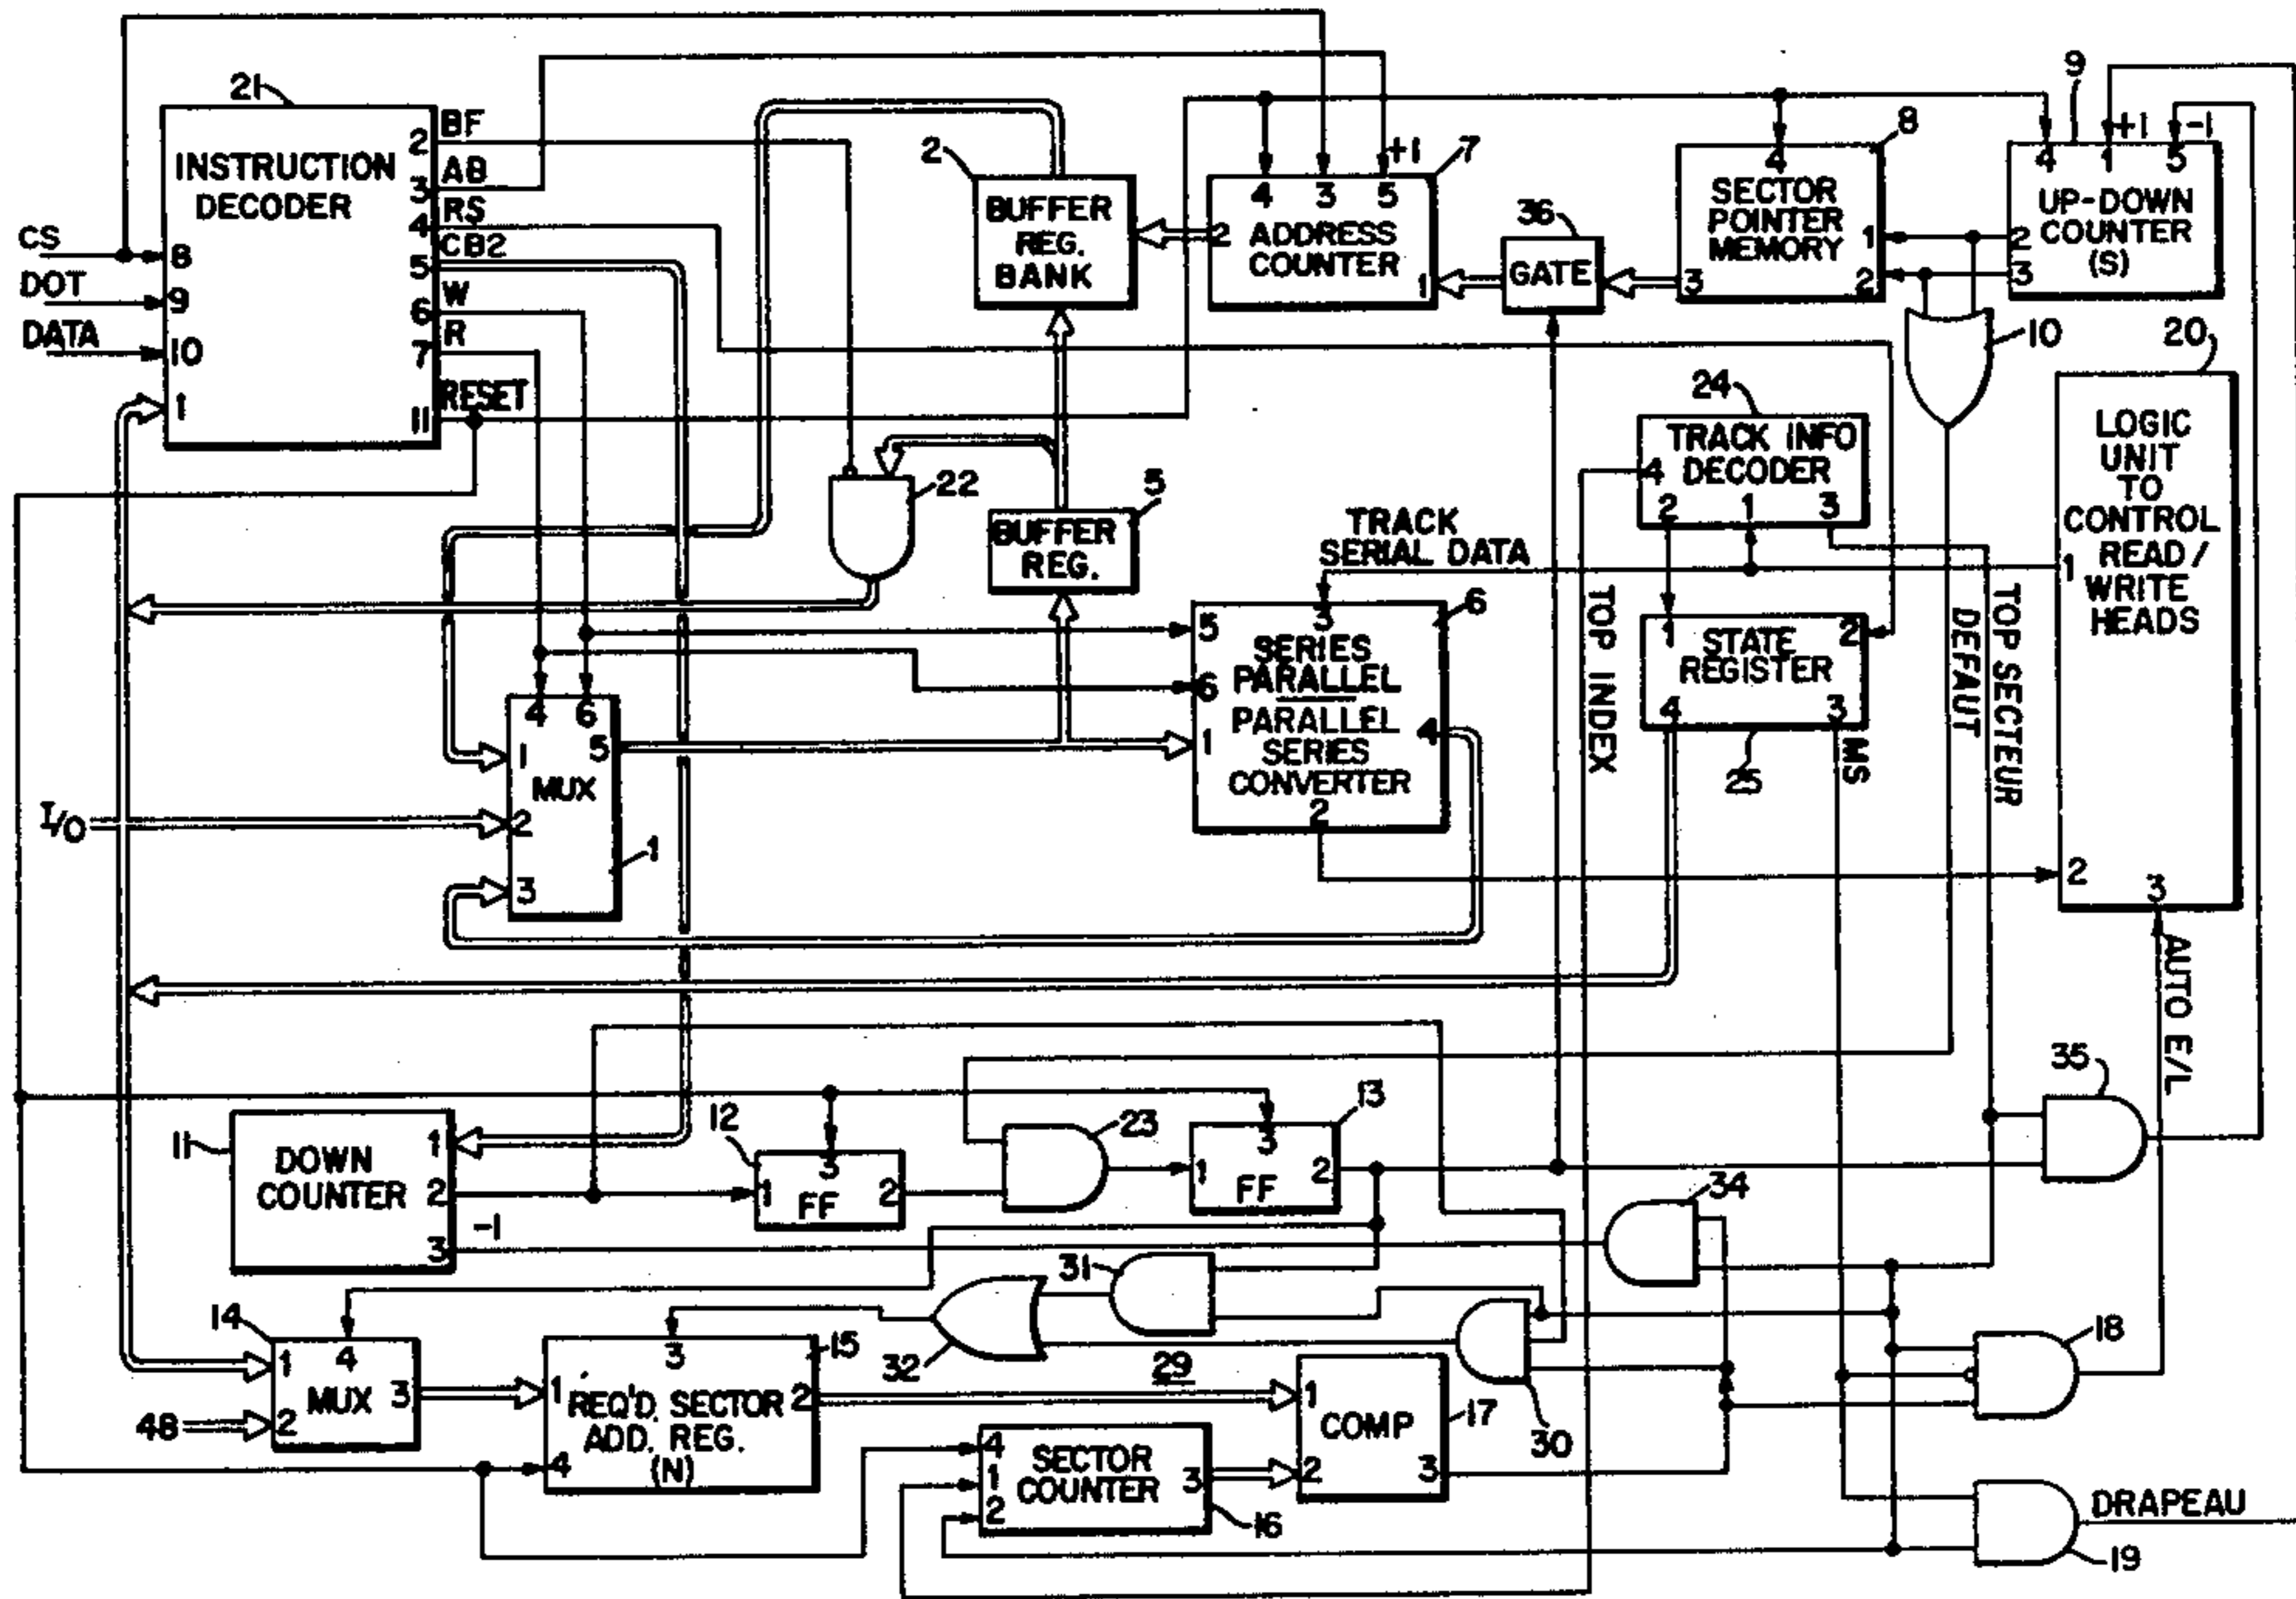 21
INSTRUCTION
DECODER
CS
DOT
DATA
8
9
10
1
2 BF
3 AB
4 RS
5 CB2
6 W
7 R
11 RESET
2
BUFFER
REG.
BANK
4 3 5 +1
7
2 ADDRESS
COUNTER
1
36
GATE
8
4
SECTOR
POINTER
MEMORY
1
2
3
9
+1 -1
4 1 5
UP-DOWN
COUNTER
(S)
2
3
10
20
LOGIC
UNIT
TO
CONTROL
READ/
WRITE
HEADS
1
2
3
24
TRACK INFO
DECODER
4
2 1 3
22
5
BUFFER
REG.
TRACK
SERIAL DATA
TOP INDEX
DEFAUT
TOP SECTEUR
1 2
STATE
REGISTER
4 3
25
MS
6
3
5
6
1
SERIES
PARALLEL
PARALLEL
SERIES
CONVERTER
4
2
4 6
1 5
MUX
I/O
2
3
1
AUTO E/L
35
11
DOWN
COUNTER
1
2
-1
3
12
3
1 2
FF
23
13
3
1 2
FF
34
31
32
29
30
14
1 4
MUX 3
48
2
15
3
1 2
REQ'D. SECTOR
ADD. REG.
(N)
4
4
1
2
SECTOR
COUNTER
3
16
1
COMP
17
2 3
18
DRAPEAU
19